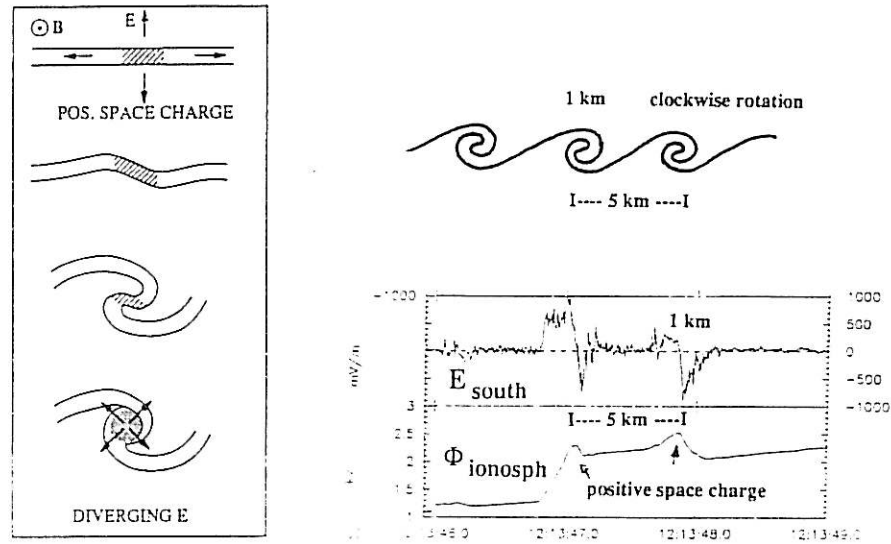 ⊙ B E
POS. SPACE CHARGE
DIVERGING E
1 km clockwise rotation
I---- 5 km ----I
1000
500
0
-500
-1000
mV/m
1 km
E south
3
2.5
2
1
I---- 5 km ----I
Φ ionosph
positive space charge
12:13:47.0 12:13:48.0 12:13:49.0